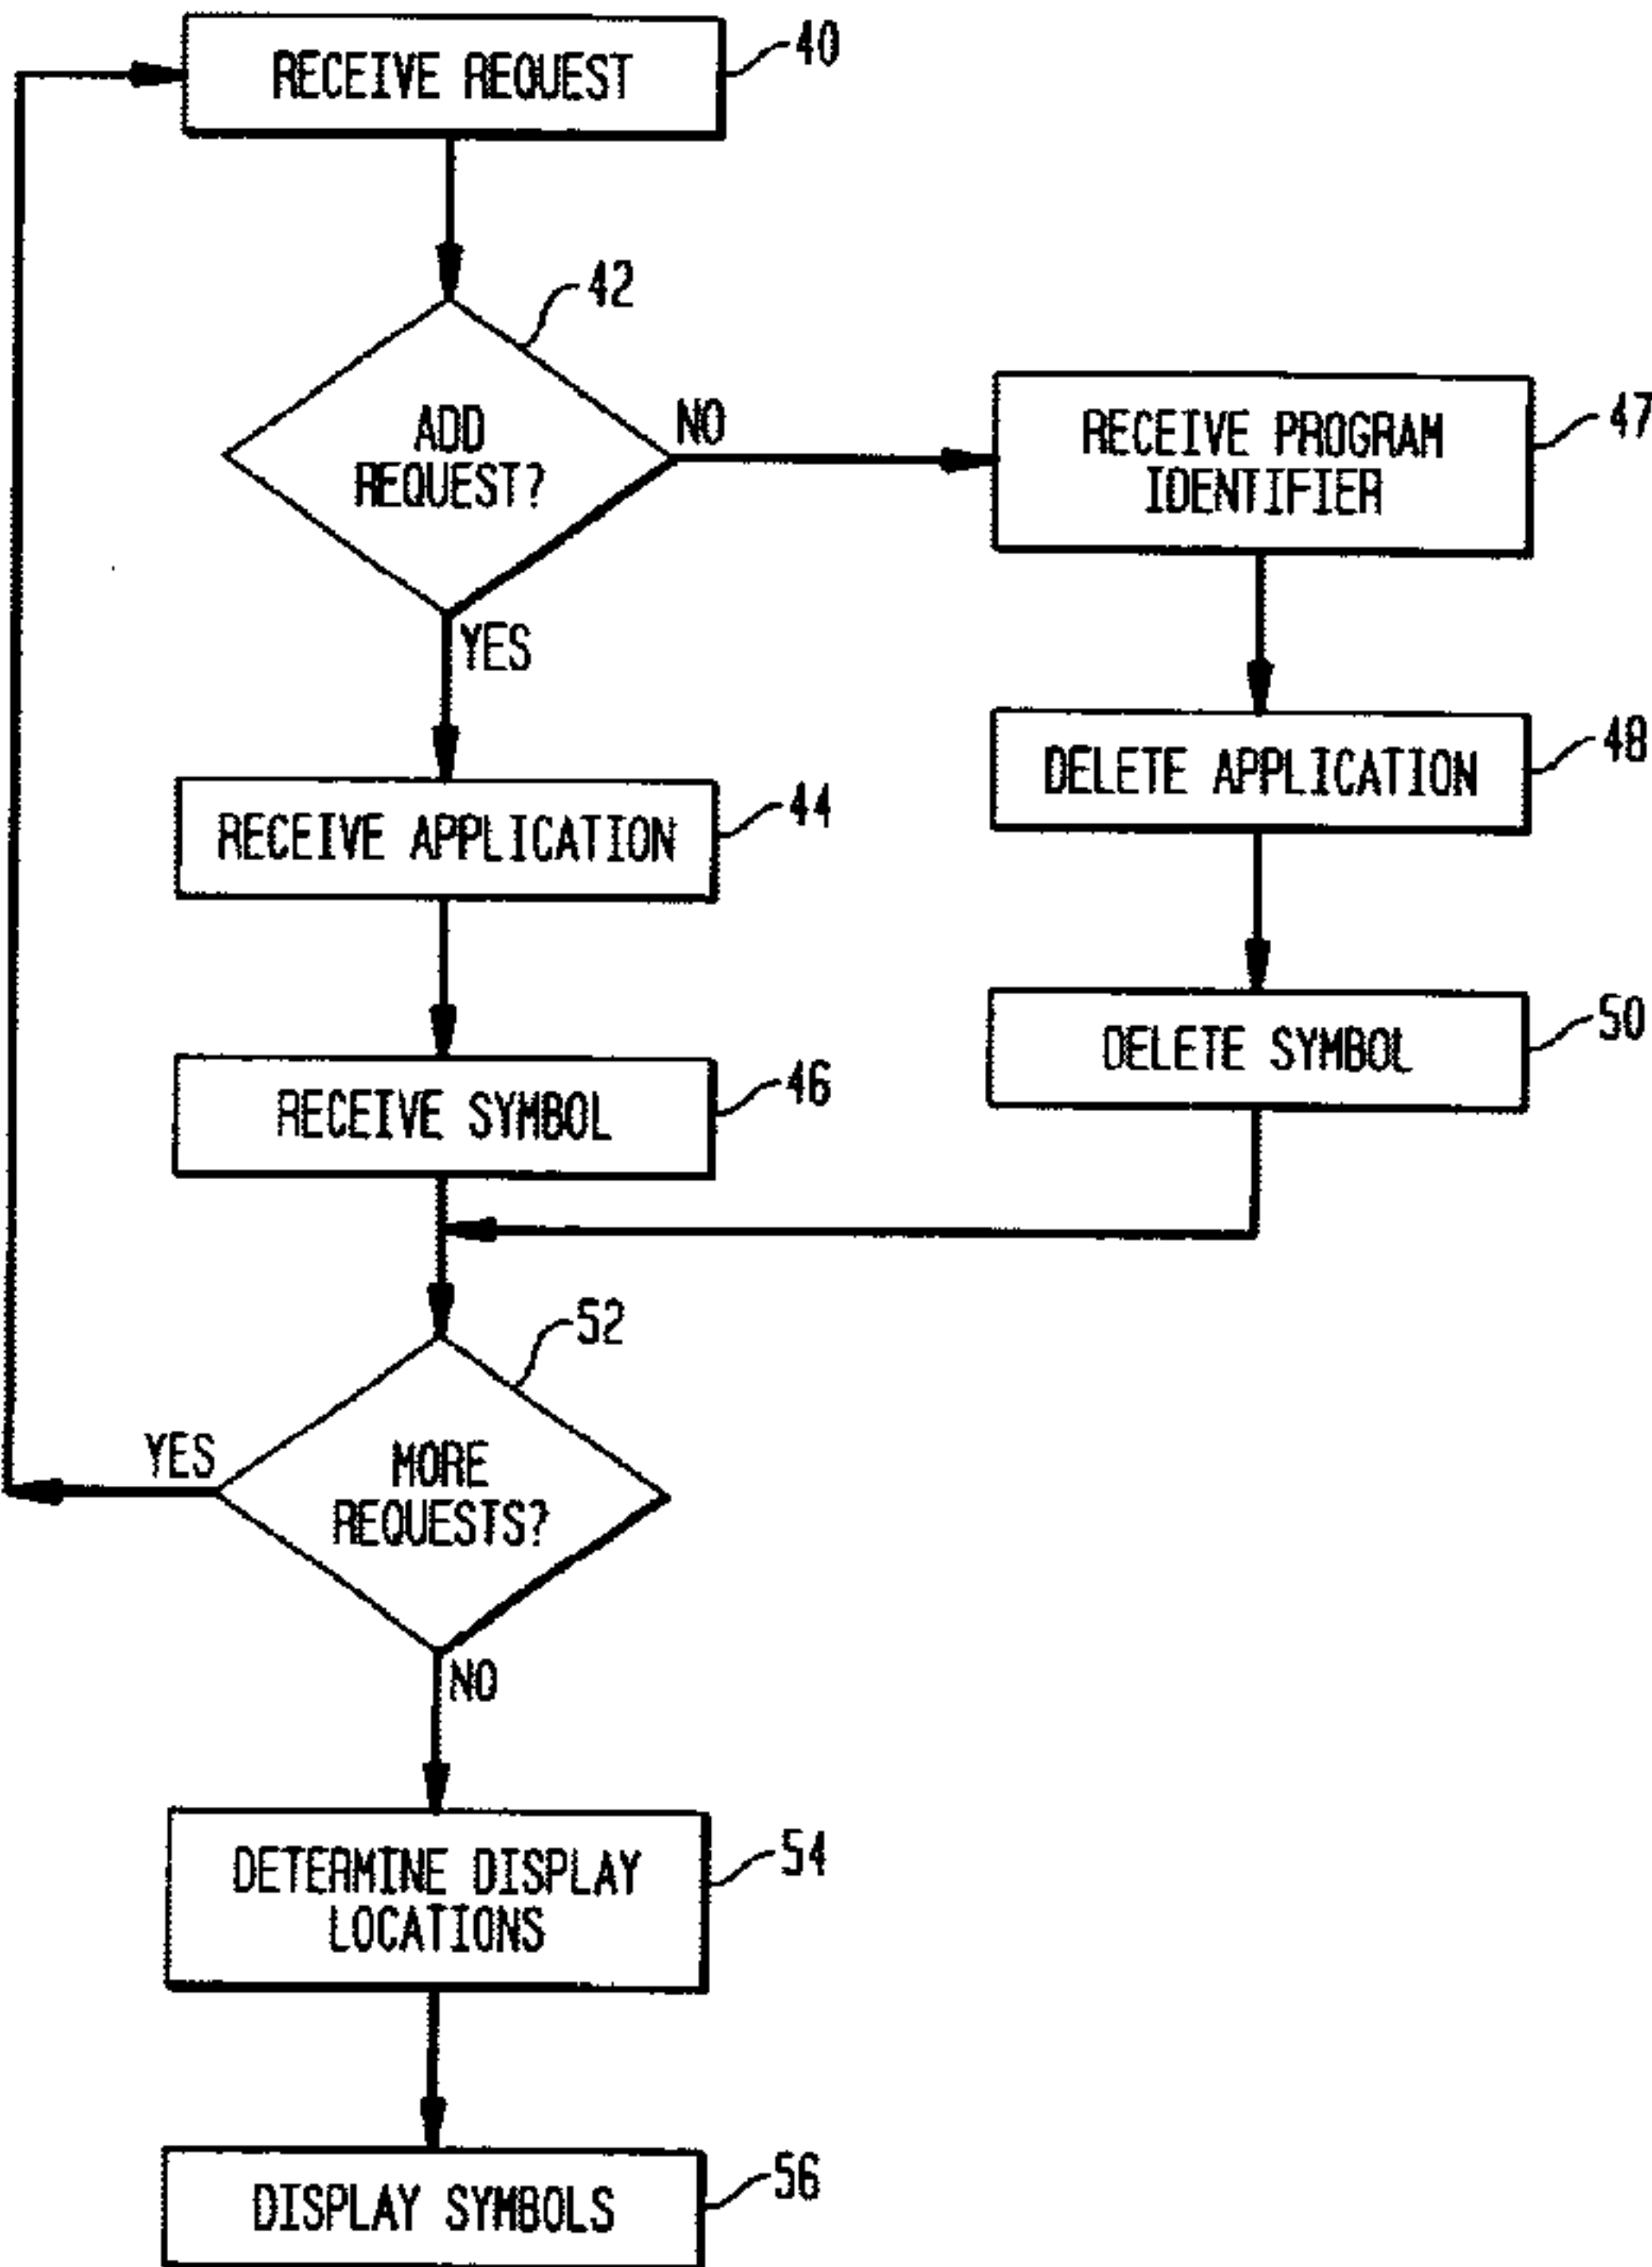 RECEIVE REQUEST
40
42
ADD
REQUEST?
NO
YES
RECEIVE PROGRAM
IDENTIFIER
47
DELETE APPLICATION
48
RECEIVE APPLICATION
44
DELETE SYMBOL
50
RECEIVE SYMBOL
46
52
MORE
REQUESTS?
YES
NO
DETERMINE DISPLAY
LOCATIONS
54
DISPLAY SYMBOLS
56